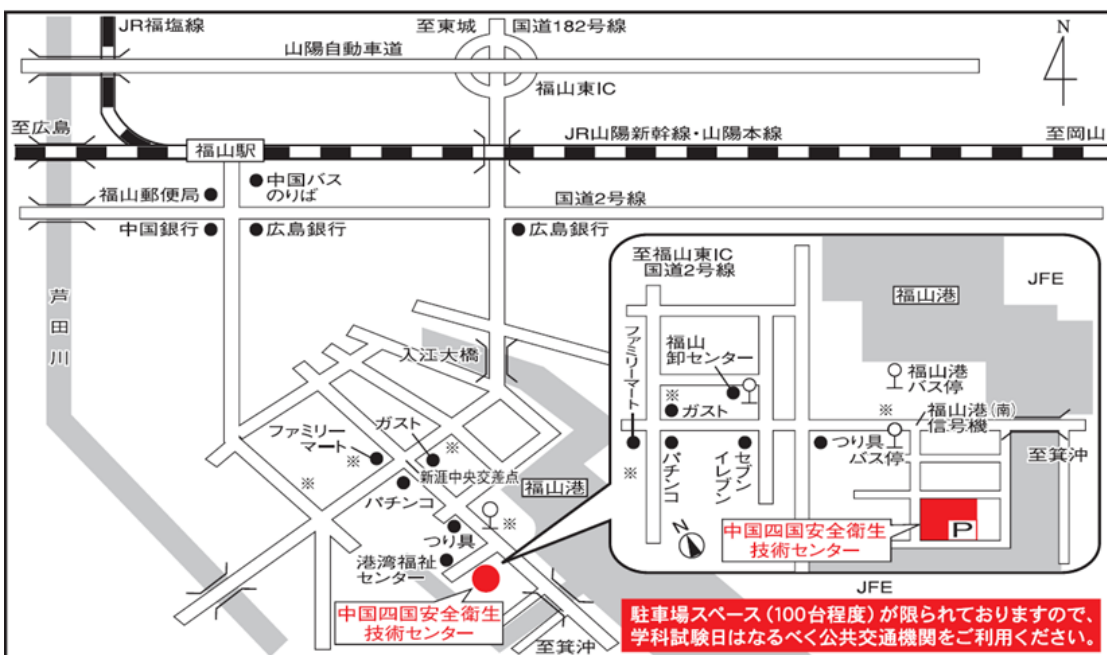 JR福塩線
至東城
国道182号線
山陽自動車道
福山東IC
N
至広島
福山駅
JR山陽新幹線・山陽本線
至岡山
中国バス
のりば
福山郵便局
国道2号線
中国銀行
広島銀行
広島銀行
芦田川
入江大橋
ガスト
ファミリー
マート
※
※
※
新涯中央交差点
パチンコ
福山港
※
つり具
港湾福祉
センター
中国四国安全衛生
技術センター
至箕沖
至福山東IC
国道2号線
JFE
福山港
ファミリーマート
福山
卸センター
福山港
バス停
※
ガスト
※
福山港(南)
信号機
つり具
バス停
至箕沖
※
パチンコ
セブン
イレブン
N
中国四国安全衛生
技術センター
P
JFE
駐車場スペース(100台程度)が限られておりますので、
学科試験日はなるべく公共交通機関をご利用ください。